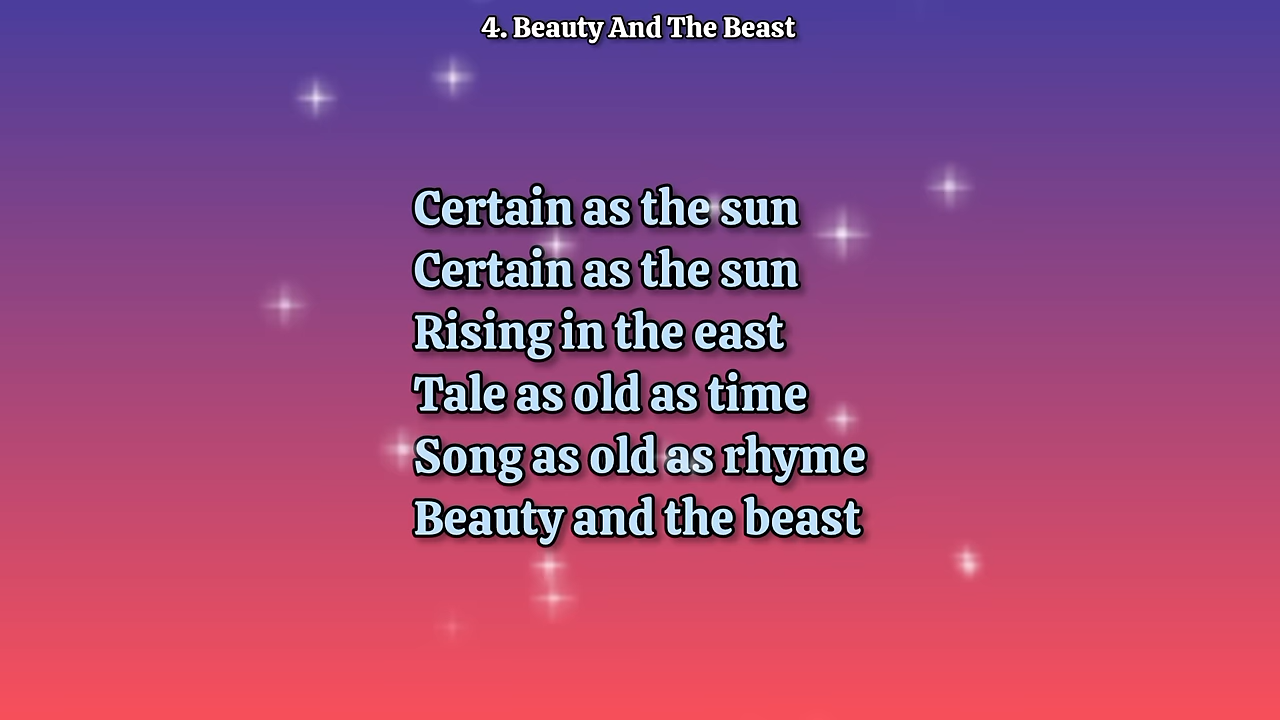 4. Beauty And The Beast
Certain as the sun
Certain as the sun
Rising in the east
Tale as old as time
Song as old as rhyme
Beauty and the beast